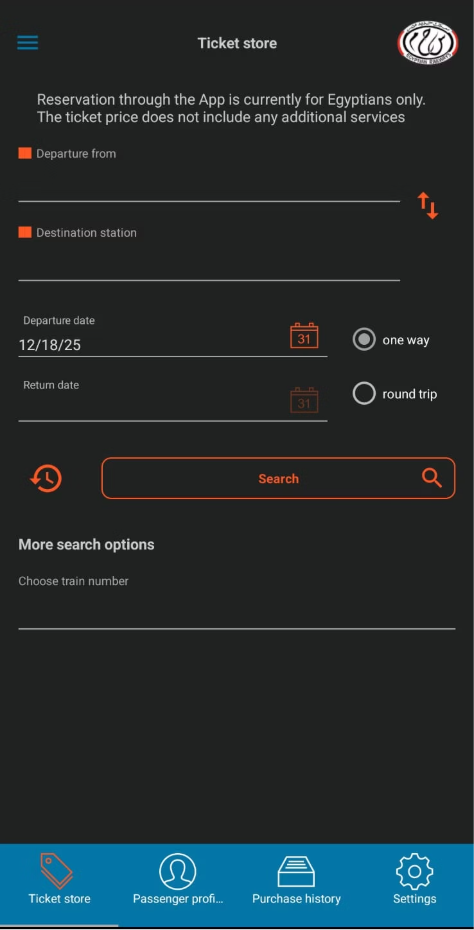 Ticket store
Reservation through the App is currently for Egyptians only.
The ticket price does not include any additional services
Departure from
Destination station
Departure date
12/18/25
31
one way
Return date
31
round trip
Search
More search options
Choose train number
Ticket store
Passenger profi...
Purchase history
Settings